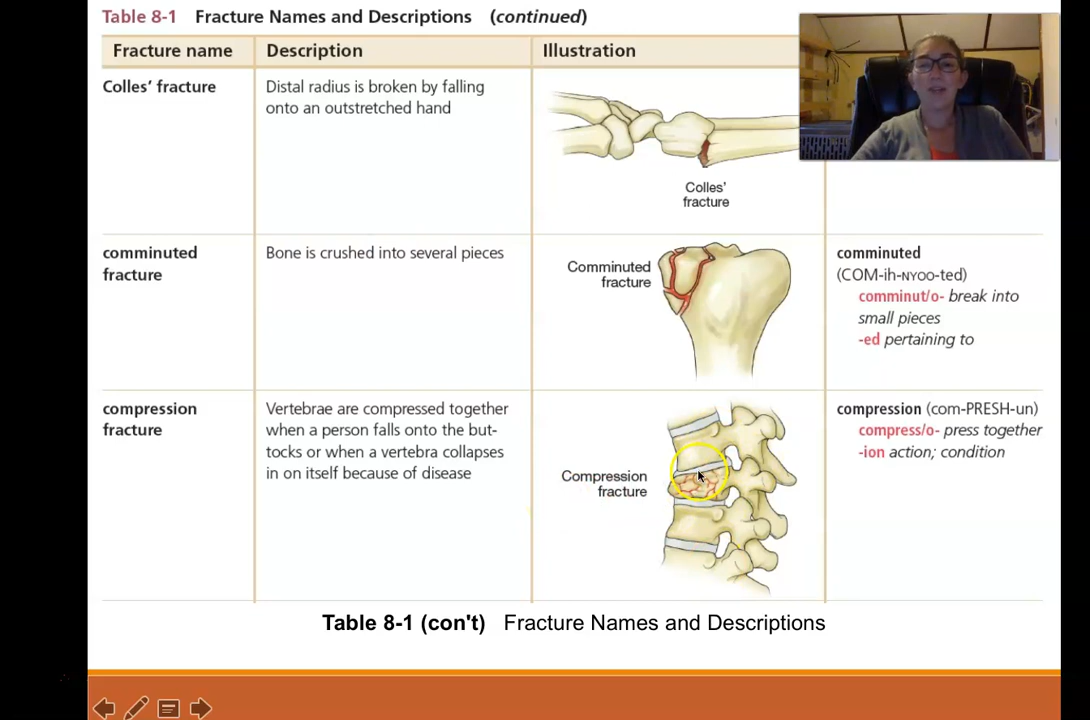 Table 8-1 Fracture Names and Descriptions (continued)
Fracture name Description Illustration
Colles' fracture
Distal radius is broken by falling
onto an outstretched hand
Colles'
fracture
comminuted
fracture
Bone is crushed into several pieces
Comminuted
fracture
comminuted
(COM-ih-NYOO-ted)
comminut/o- break into
small pieces
-ed pertaining to
compression
fracture
Vertebrae are compressed together
when a person falls onto the but-
tocks or when a vertebra collapses
in on itself because of disease
Compression
fracture
compression (com-PRESH-un)
compress/o- press together
-ion action; condition
Table 8-1 (con't) Fracture Names and Descriptions